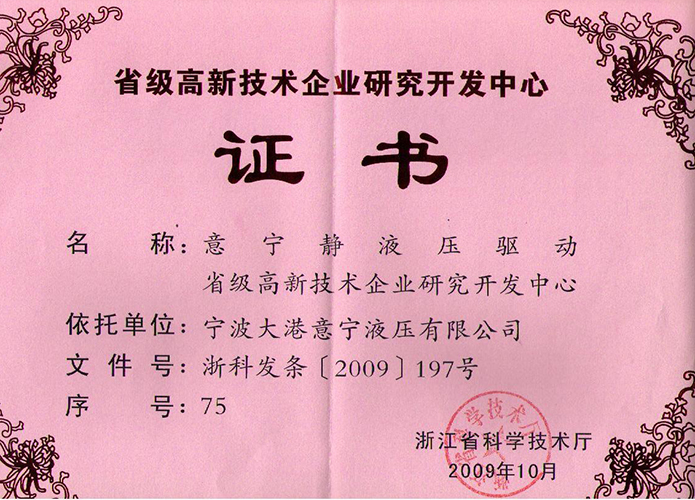 省级高新技术企业研究开发中心
证书
名称：意宁静液压驱动
省级高新技术企业研究开发中心
依托单位：宁波大港意宁液压有限公司
文件号：浙科发条〔2009〕197号
序号：75
浙江省科学技术厅
2009年10月